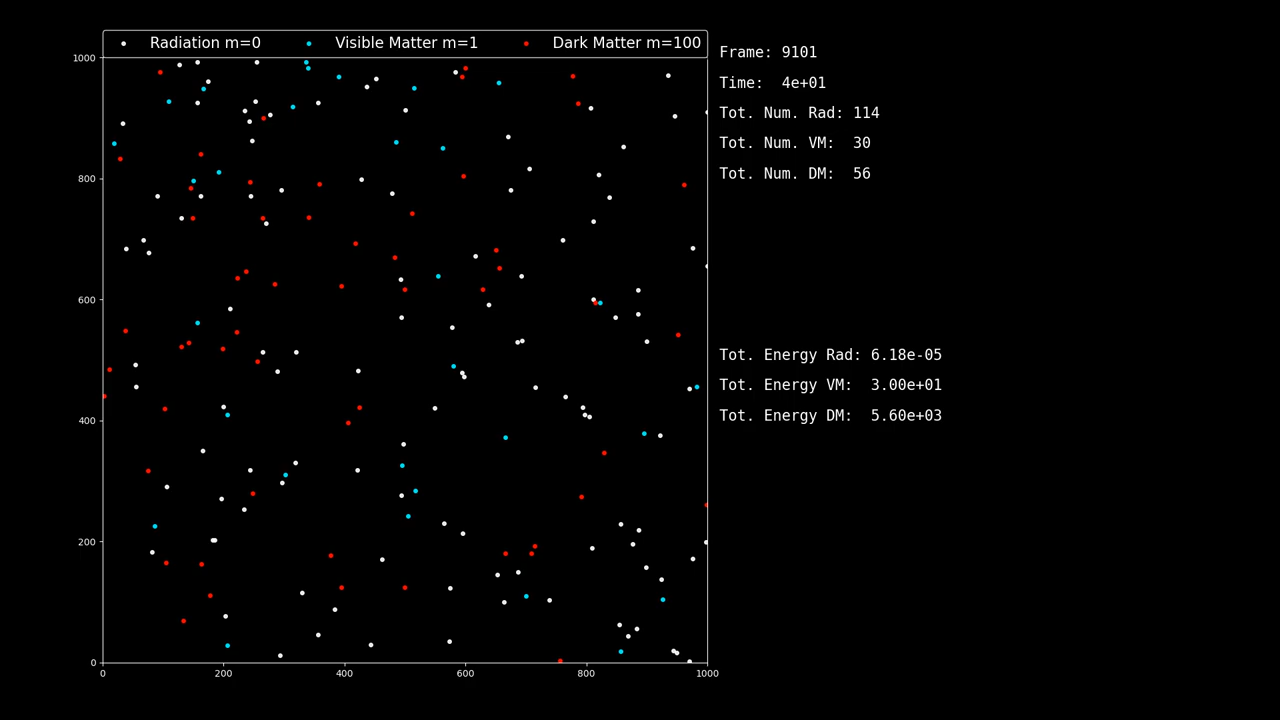 Radiation m=0 Visible Matter m=1 Dark Matter m=100
Frame: 9101
Time:  4e+01
Tot. Num. Rad: 114
Tot. Num. VM:  30
Tot. Num. DM:  56
Tot. Energy Rad: 6.18e-05
Tot. Energy VM:  3.00e+01
Tot. Energy DM:  5.60e+03
1000
800
600
400
200
0
0 200 400 600 800 1000